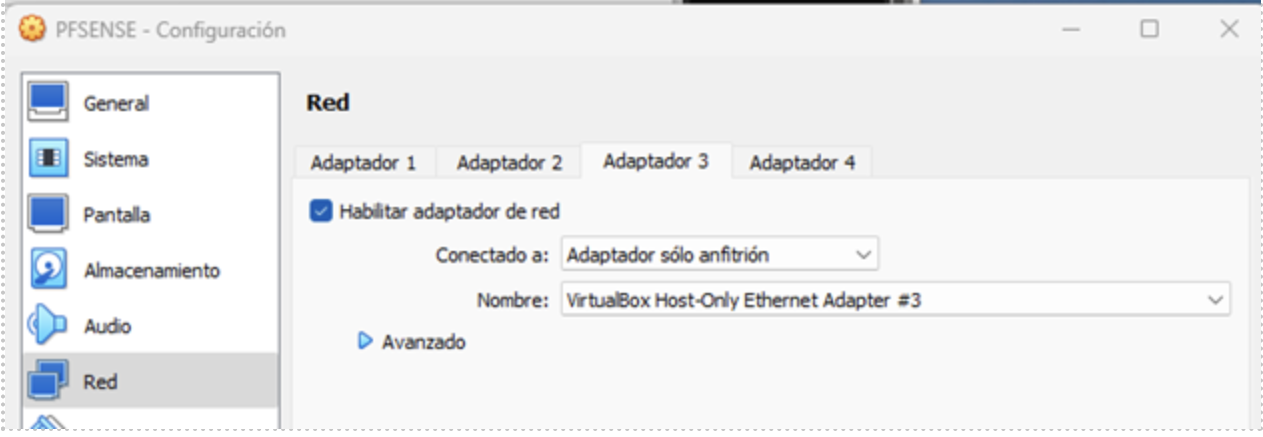 PFSENSE - Configuración
General
Sistema
Pantalla
Almacenamiento
Audio
Red
Red
Adaptador 1 Adaptador 2 Adaptador 3 Adaptador 4
Habilitar adaptador de red
Conectado a: Adaptador sólo anfitrión
Nombre: VirtualBox Host-Only Ethernet Adapter #3
Avanzado